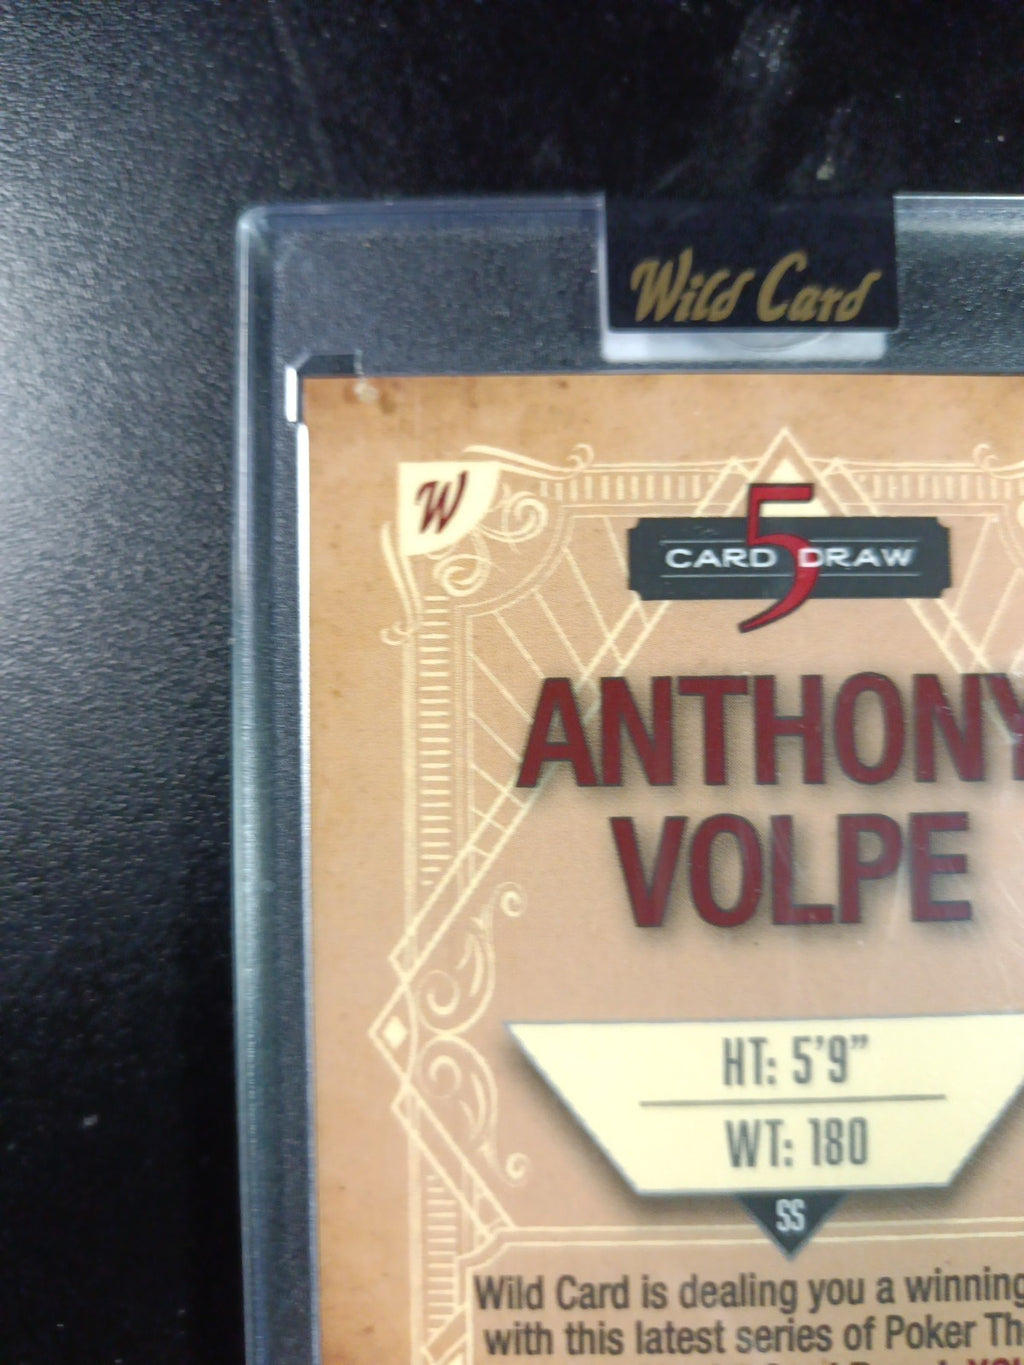 Wild Card
W
CARD 5 DRAW
ANTHONY
VOLPE
HT: 5'9"
WT: 180
SS
Wild Card is dealing you a winning
with this latest series of Poker